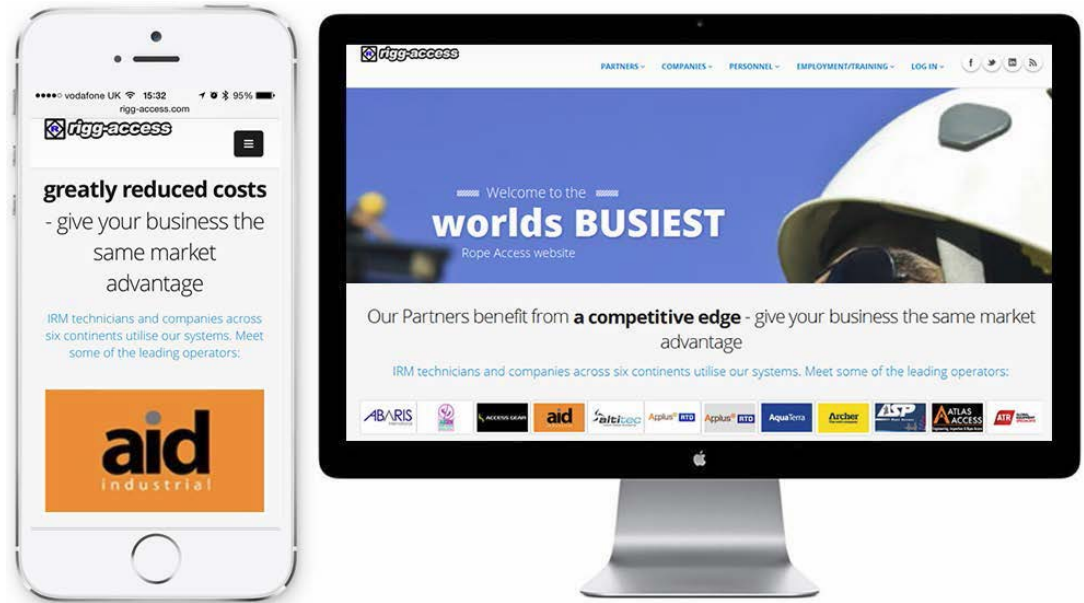 vodafone UK 15:32 95%
rigg-access.com
rigg-access
greatly reduced costs
- give your business the
same market
advantage
IRM technicians and companies across
six continents utilise our systems. Meet
some of the leading operators:
aid
industrial
rigg-access
PARTNERS COMPANIES PERSONNEL EMPLOYMENT/TRAINING LOG IN
Welcome to the
worlds BUSIEST
Rope Access website
Our Partners benefit from a competitive edge - give your business the same market
advantage
IRM technicians and companies across six continents utilise our systems. Meet some of the leading operators:
ABARIS ACCESS GEAR aid altitec Applus RTD Applus RTD AquaTerra Archer ASP ATLAS ACCESS ATR